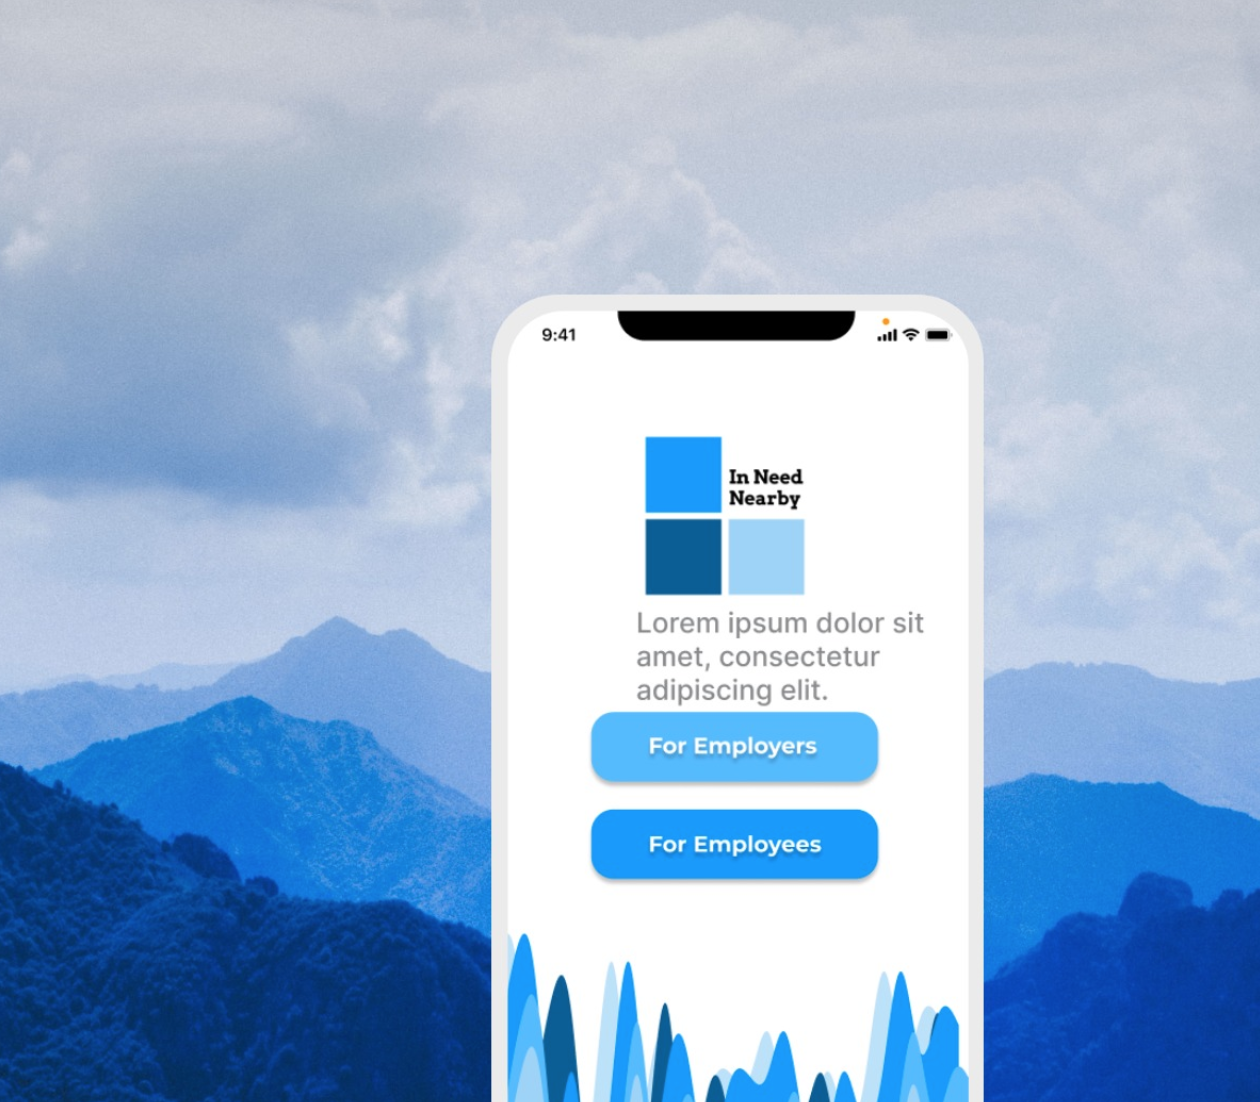 9:41
In Need
Nearby
Lorem ipsum dolor sit
amet, consectetur
adipiscing elit.
For Employers
For Employees